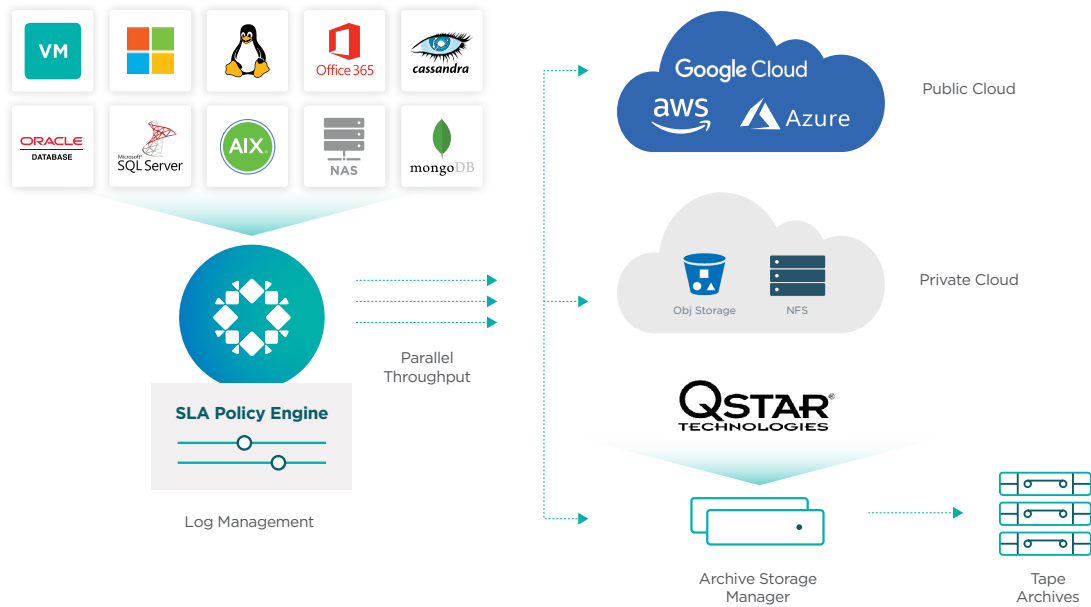 VM
Office 365
cassandra
ORACLE
DATABASE
Microsoft®
SQL Server
AIX
NAS
mongoDB
SLA Policy Engine
Log Management
Parallel
Throughput
Google Cloud
aws
Azure
Public Cloud
Obj Storage
NFS
Private Cloud
QSTAR®
TECHNOLOGIES
Archive Storage
Manager
Tape
Archives